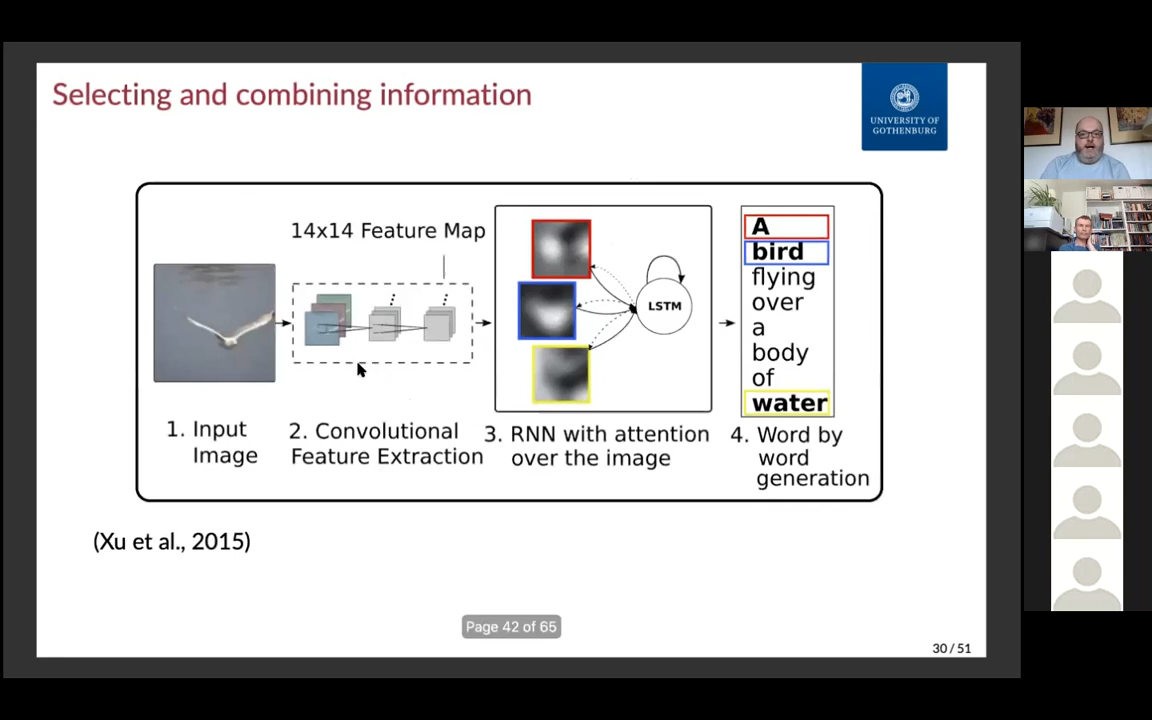 Selecting and combining information
UNIVERSITY OF
GOTHENBURG
14x14 Feature Map
LSTM
A
bird
flying
over
a
body
of
water
1. Input
Image
2. Convolutional
Feature Extraction
3. RNN with attention
over the image
4. Word by
word
generation
(Xu et al., 2015)
Page 42 of 65
30 / 51